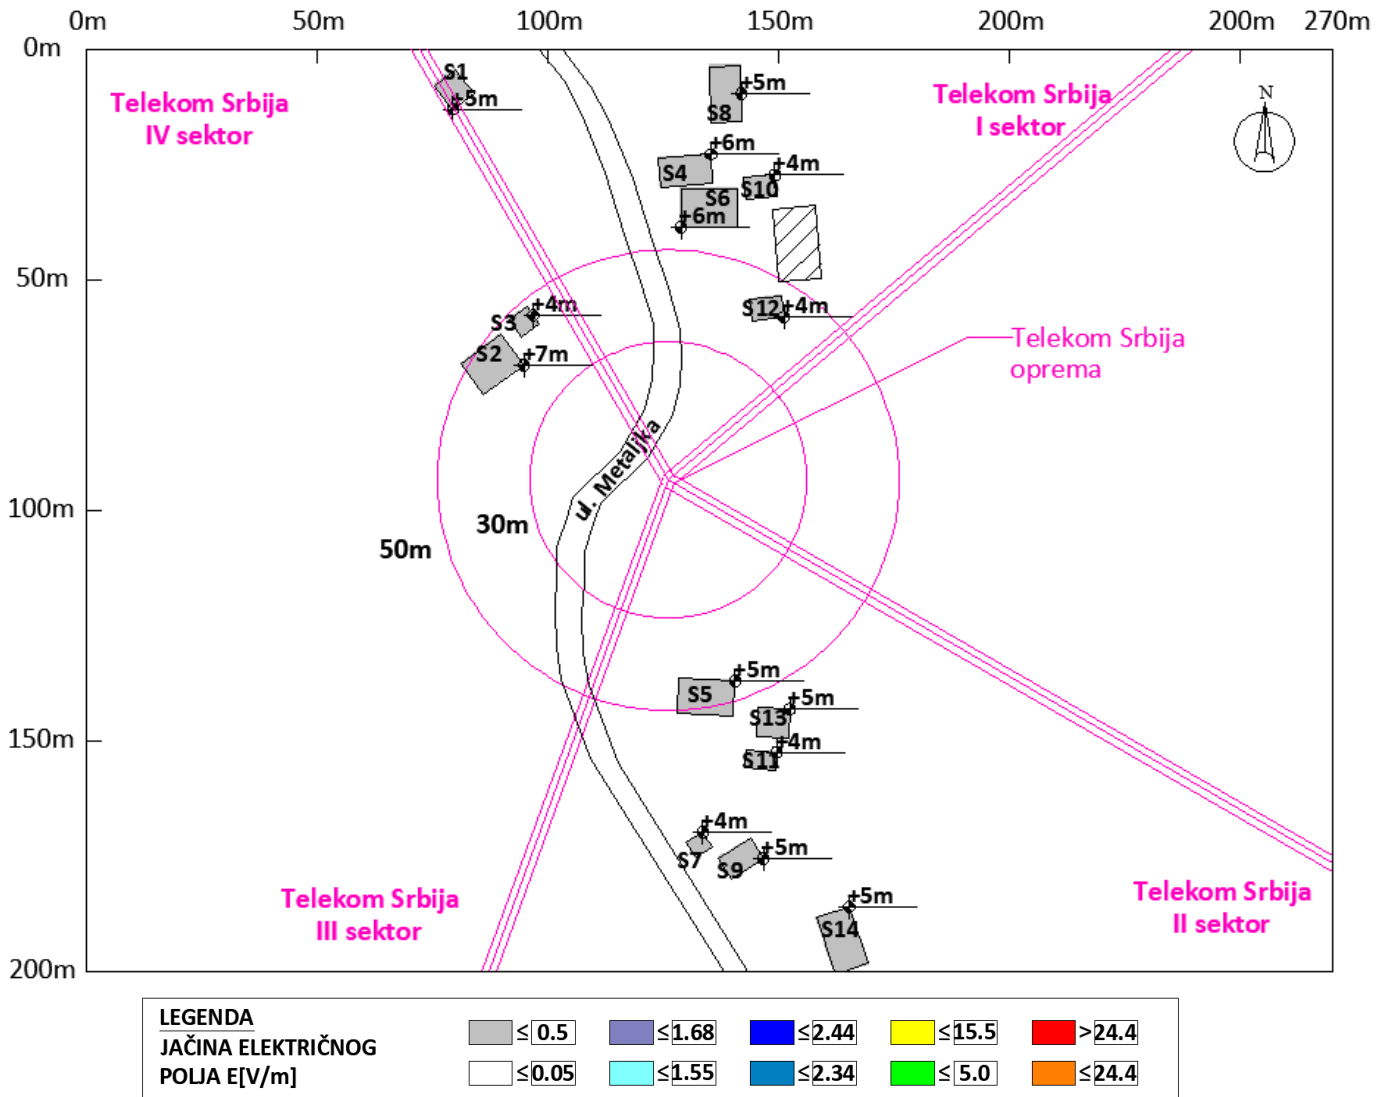 0m 50m 100m 150m 200m 200m 270m
0m
S1
+5m
+5m
S8
Telekom Srbija
IV sektor
Telekom Srbija
I sektor
N
+6m
S4
+4m
S10
S6
+6m
50m
+4m
S3
S12
+4m
S2
+7m
Telekom Srbija
oprema
ul. Metaljka
100m
30m
50m
+5m
S5
+5m
S13
150m
+4m
S11
+4m
S7
+5m
S9
Telekom Srbija
III sektor
+5m
S14
Telekom Srbija
II sektor
200m
LEGENDA
JAČINA ELEKTRIČNOG
POLJA E[V/m]
≤ 0.5 ≤1.68 ≤2.44 ≤15.5 >24.4
≤0.05 ≤1.55 ≤2.34 ≤ 5.0 ≤24.4